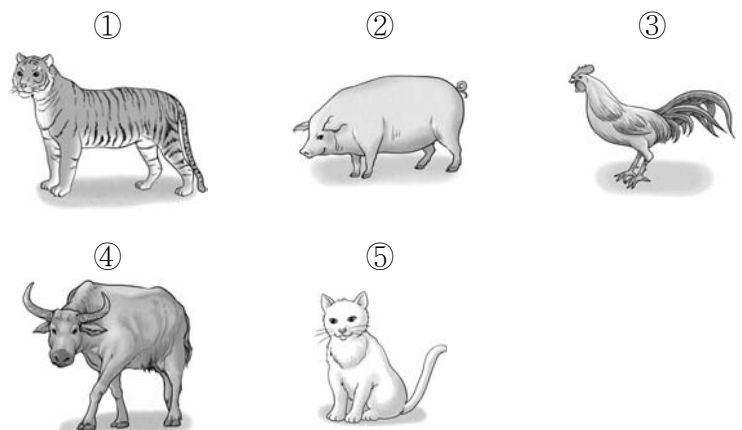 ① ② ③
④ ⑤